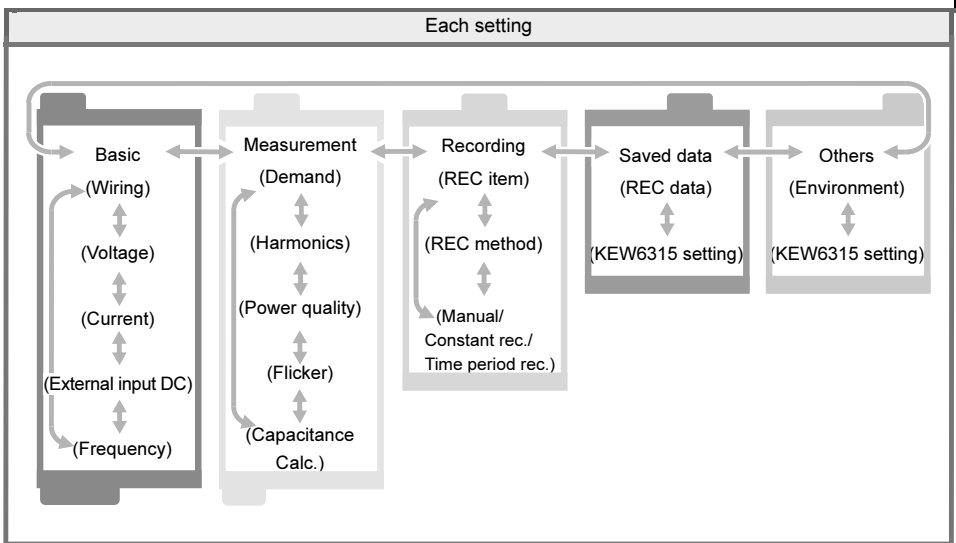 Each setting
Basic
(Wiring)
(Voltage)
(Current)
(External input DC)
(Frequency)
Measurement
(Demand)
(Harmonics)
(Power quality)
(Flicker)
(Capacitance
Calc.)
Recording
(REC item)
(REC method)
(Manual/
Constant rec./
Time period rec.)
Saved data
(REC data)
(KEW6315 setting)
Others
(Environment)
(KEW6315 setting)